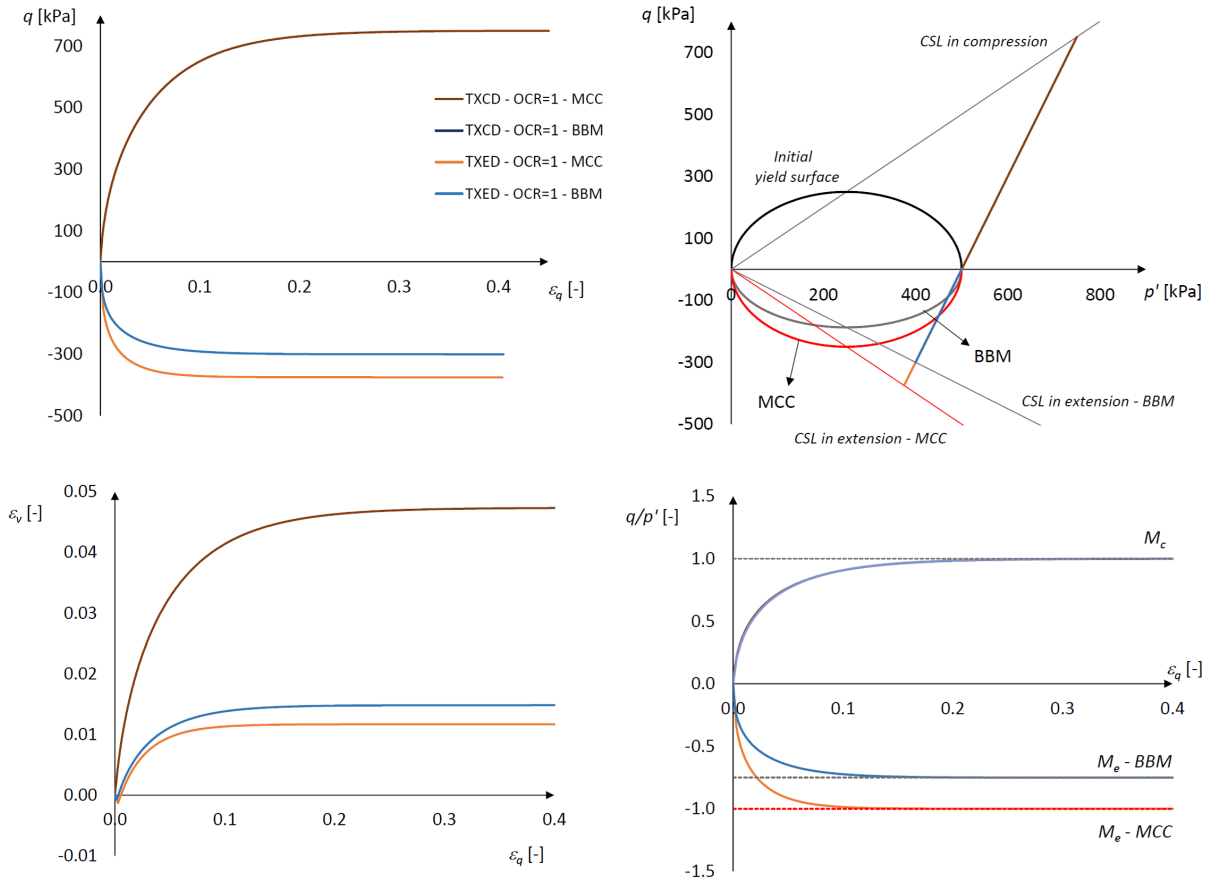 q [kPa]
700
500
300
100
-100
-300
-500
0.0
0.1
0.2
0.3
0.4
εq [-]
TXCD - OCR=1 - MCC
TXCD - OCR=1 - BBM
TXED - OCR=1 - MCC
TXED - OCR=1 - BBM
q [kPa]
700
500
300
100
-100
-300
-500
0
200
400
600
800
p' [kPa]
CSL in compression
Initial
yield surface
BBM
MCC
CSL in extension - BBM
CSL in extension - MCC
εv [-]
0.05
0.04
0.03
0.02
0.01
0.00
-0.01
0.0
0.1
0.2
0.3
0.4
εq [-]
q/p' [-]
1.5
1.0
0.5
0.0
-0.5
-1.0
-1.5
0.0
0.1
0.2
0.3
0.4
εq [-]
Mc
Me - BBM
Me - MCC